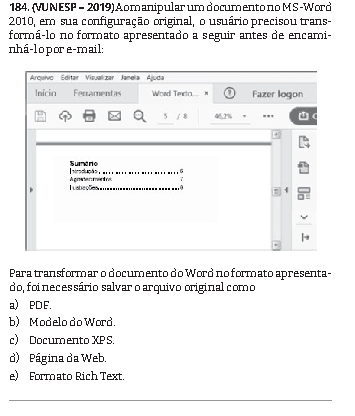 184. (VUNESP – 2019) Ao manipular um documento no MS-Word
2010, em sua configuração original, o usuário precisou trans-
formá-lo no formato apresentado a seguir antes de encami-
nhá-lo por e-mail:
Arquivo Editar Visualizar Janela Ajuda
Início Ferramentas Word Texto... × ? Fazer logon
5 / 8 46,2% ...
Sumário
Introdução 6
Agradecimentos 7
Ilustrações 8
Para transformar o documento do Word no formato apresenta-
do, foi necessário salvar o arquivo original como
a) PDF.
b) Modelo do Word.
c) Documento XPS.
d) Página da Web.
e) Formato Rich Text.